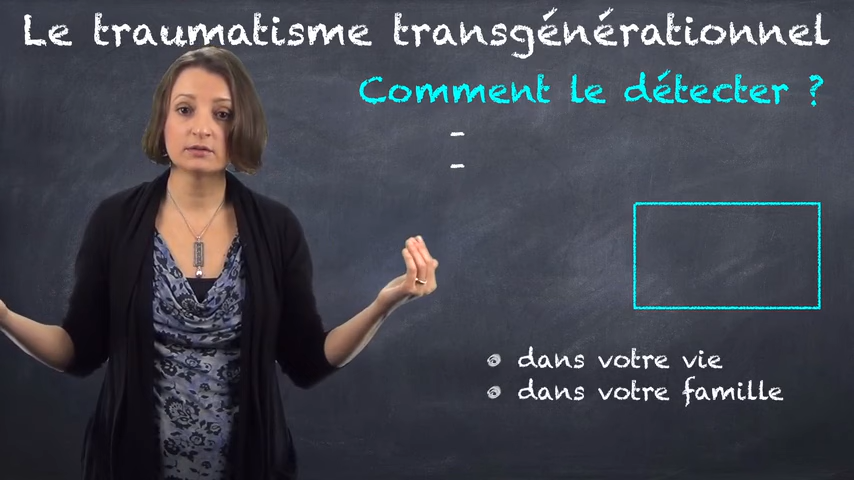 Le traumatisme transgénérationnel
Comment le détecter ?
-
-
dans votre vie
dans votre famille